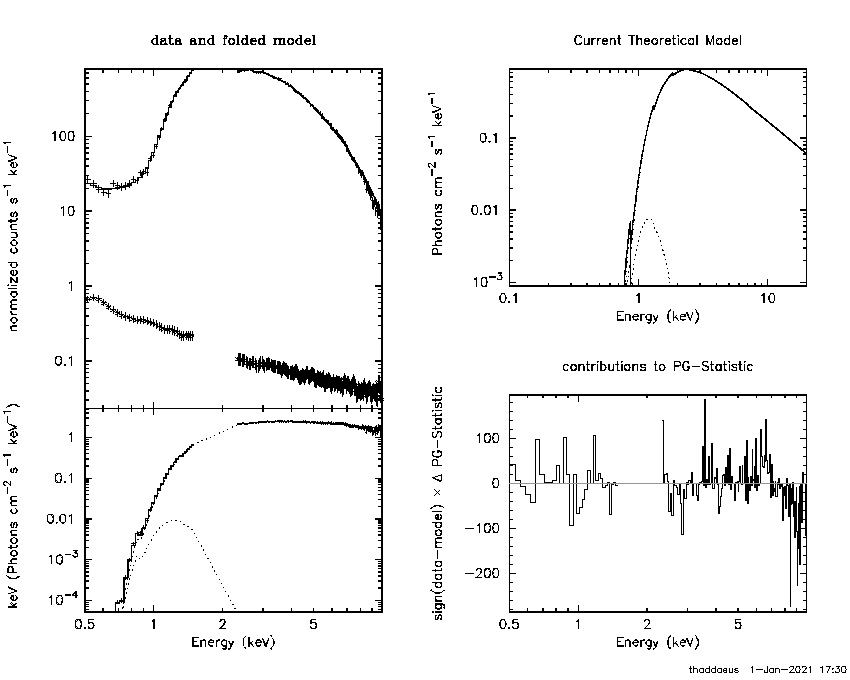 data and folded model
normalized counts s−1 keV−1
100
10
1
0.1
keV (Photons cm−2 s−1 keV−1)
1
0.1
0.01
10−3
10−4
0.5 1 2 5
Energy (keV)
Current Theoretical Model
Photons cm−2 s−1 keV−1
0.1
0.01
10−3
0.1 1 10
Energy (keV)
contributions to PG−Statistic
sign(data−model) × Δ PG−Statistic
100
0
−100
−200
0.5 1 2 5
Energy (keV)
thaddaeus 1−Jan−2021 17:30